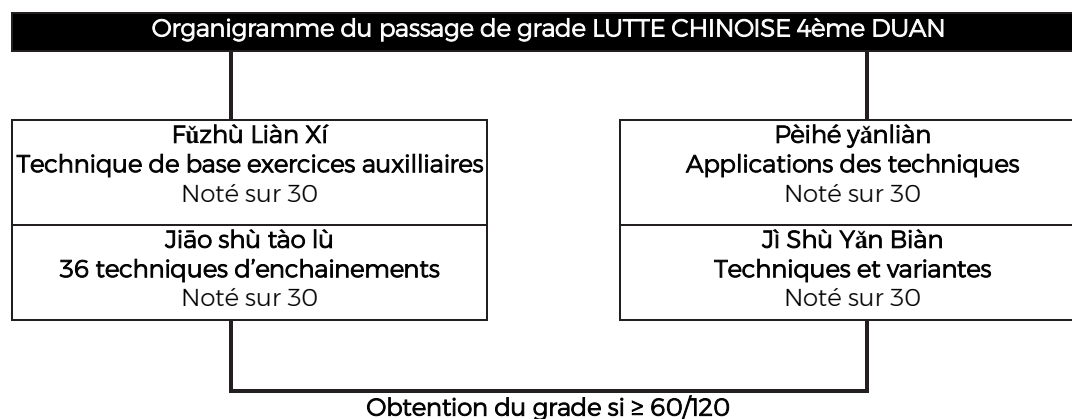 Organigramme du passage de grade LUTTE CHINOISE 4ème DUAN
Fǔzhù Liàn Xí
Technique de base exercices auxilliaires
Noté sur 30
Jiāo shù tào lù
36 techniques d'enchainements
Noté sur 30
Pèihé yǎnliàn
Applications des techniques
Noté sur 30
Jì Shù Yǎn Biàn
Techniques et variantes
Noté sur 30
Obtention du grade si ≥ 60/120